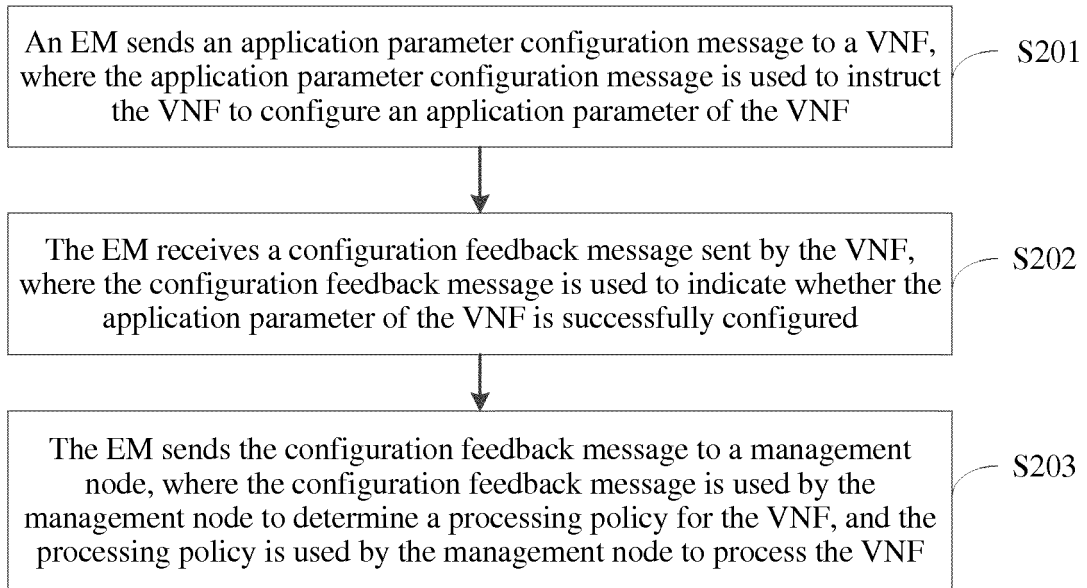 An EM sends an application parameter configuration message to a VNF,
where the application parameter configuration message is used to instruct
the VNF to configure an application parameter of the VNF
S201
The EM receives a configuration feedback message sent by the VNF,
where the configuration feedback message is used to indicate whether the
application parameter of the VNF is successfully configured
S202
The EM sends the configuration feedback message to a management
node, where the configuration feedback message is used by the
management node to determine a processing policy for the VNF, and the
processing policy is used by the management node to process the VNF
S203